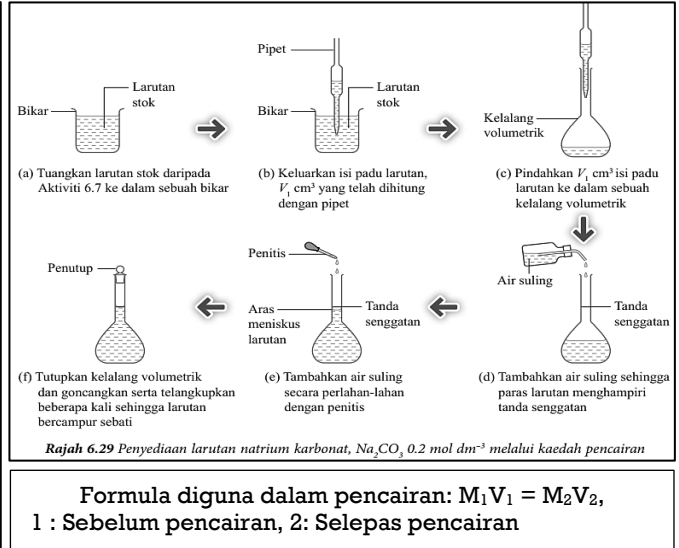 Pipet
Larutan
stok
Bikar
(a) Tuangkan larutan stok daripada
Aktiviti 6.7 ke dalam sebuah bikar
Larutan
stok
Bikar
(b) Keluarkan isi padu larutan,
V₁ cm³ yang telah dihitung
dengan pipet
Kelalang
volumetrik
(c) Pindahkan V₁ cm³ isi padu
larutan ke dalam sebuah
kelalang volumetrik
Penutup
(f) Tutupkan kelalang volumetrik
dan goncangkan serta telangkupkan
beberapa kali sehingga larutan
bercampur sebati
Penitis
Aras
meniskus
larutan
Tanda
senggatan
(e) Tambahkan air suling
secara perlahan-lahan
dengan penitis
Air suling
Tanda
senggatan
(d) Tambahkan air suling sehingga
paras larutan menghampiri
tanda senggatan
Rajah 6.29 Penyediaan larutan natrium karbonat, Na₂CO₃ 0.2 mol dm⁻³ melalui kaedah pencairan
Formula diguna dalam pencairan: M₁V₁ = M₂V₂,
1 : Sebelum pencairan, 2: Selepas pencairan